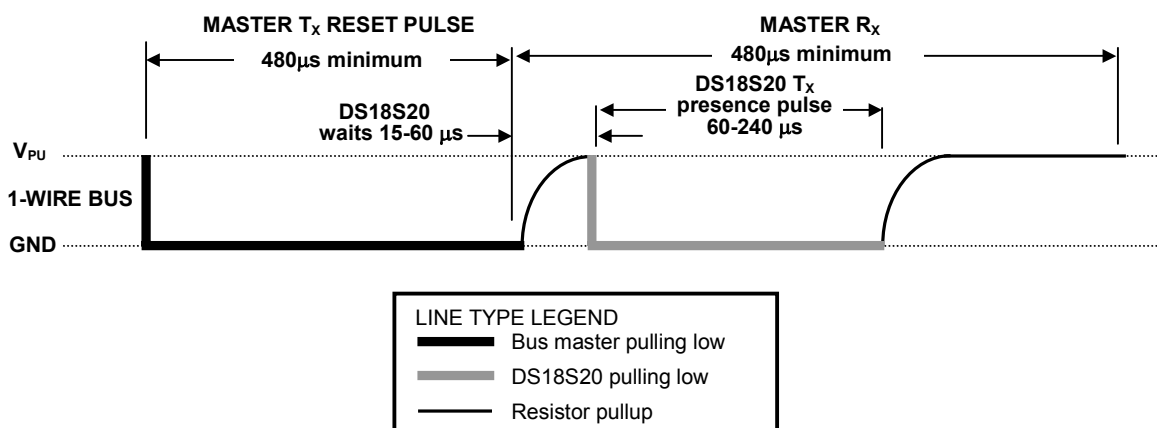 MASTER TX RESET PULSE
MASTER RX
480μs minimum
480μs minimum
DS18S20
waits 15-60 μs
DS18S20 TX
presence pulse
60-240 μs
VPU
1-WIRE BUS
GND
LINE TYPE LEGEND
Bus master pulling low
DS18S20 pulling low
Resistor pullup